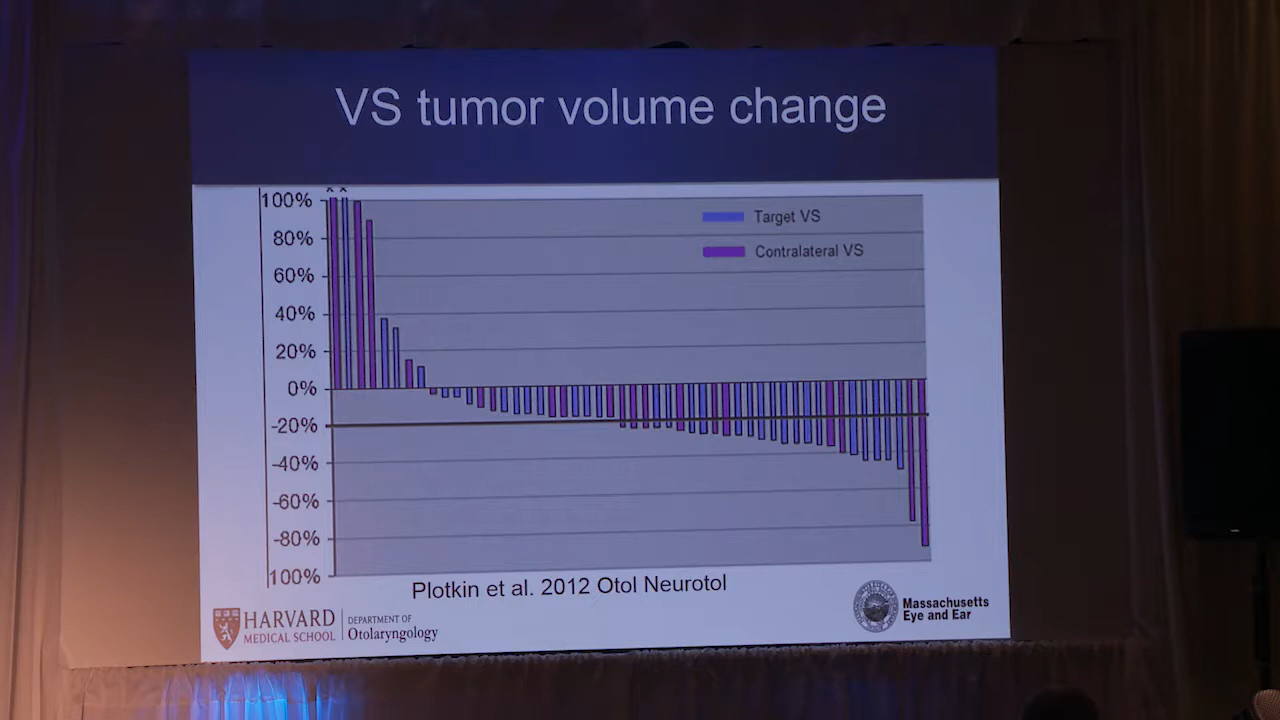 VS tumor volume change
x x
100%
80%
60%
40%
20%
0%
-20%
-40%
-60%
-80%
100%
Target VS
Contralateral VS
Plotkin et al. 2012 Otol Neurotol
HARVARD
MEDICAL SCHOOL
DEPARTMENT OF
Otolaryngology
Massachusetts
Eye and Ear